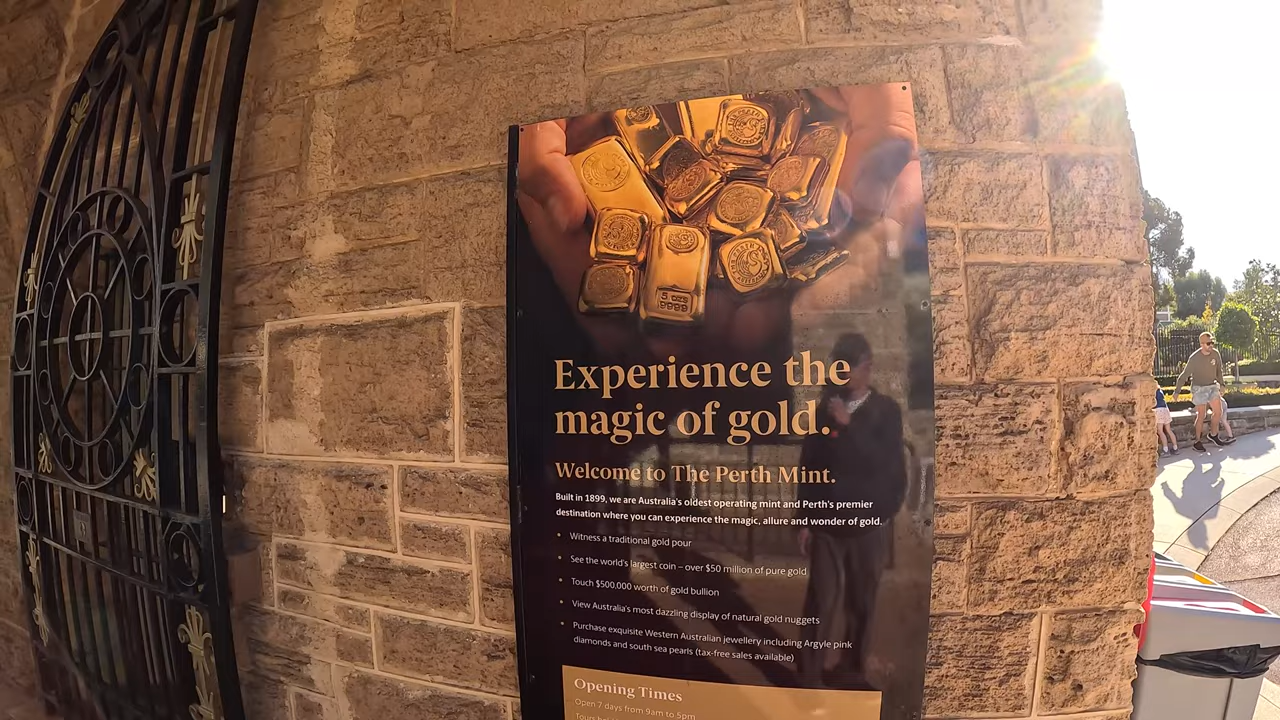 5 ozs
9999
Experience the
magic of gold.
Welcome to The Perth Mint.
Built in 1899, we are Australia's oldest operating mint and Perth's premier
destination where you can experience the magic, allure and wonder of gold.
• Witness a traditional gold pour
• See the world's largest coin – over $50 million of pure gold
• Touch $500,000 worth of gold bullion
• View Australia's most dazzling display of natural gold nuggets
• Purchase exquisite Western Australian jewellery including Argyle pink
diamonds and south sea pearls (tax-free sales available)
Opening Times
Open 7 days from 9am to 5pm
Tours